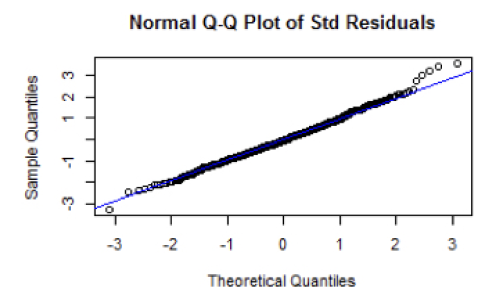 Normal Q-Q Plot of Std Residuals
Sample Quantiles
3
2
1
-1
-3
-3 -2 -1 0 1 2 3
Theoretical Quantiles